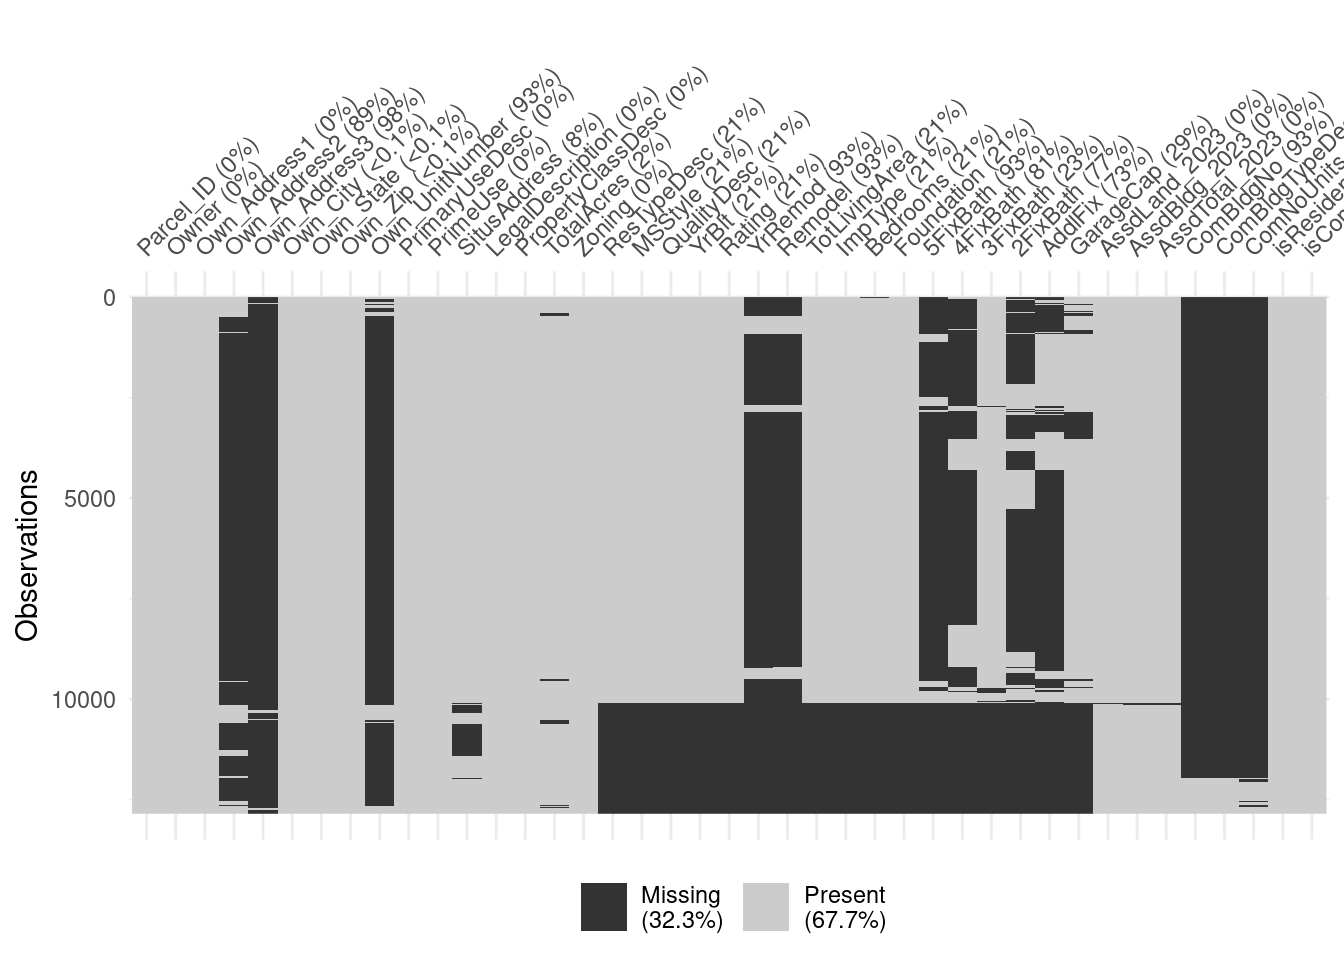 Parcel_ID (0%)
Owner (0%)
Own_Address1 (0%)
Own_Address2 (89%)
Own_Address3 (98%)
Own_City (<0.1%)
Own_State (<0.1%)
Own_Zip (<0.1%)
Own_UnitNumber (93%)
PrimaryUseDesc (0%)
PrimeUse (0%)
SitusAddress (8%)
LegalDescription (0%)
PropertyClassDesc (0%)
TotalAcres (2%)
Zoning (0%)
ResTypeDesc (21%)
MSStyle (21%)
QualityDesc (21%)
YrBlt (21%)
Rating (21%)
YrRemod (93%)
Remodel (93%)
TotLivingArea (21%)
ImpType (21%)
Bedrooms (21%)
Foundation (21%)
5FixBath (93%)
4FixBath (81%)
3FixBath (23%)
2FixBath (77%)
AddlFix (73%)
GarageCap (29%)
AssdLand_2023 (0%)
AssdBldg_2023 (0%)
AssdTotal_2023 (0%)
ComBldgNo (93%)
ComBldgTypeDe
ComNoUnits
isReside
isCo
0
5000
10000
Observations
Missing
(32.3%)
Present
(67.7%)